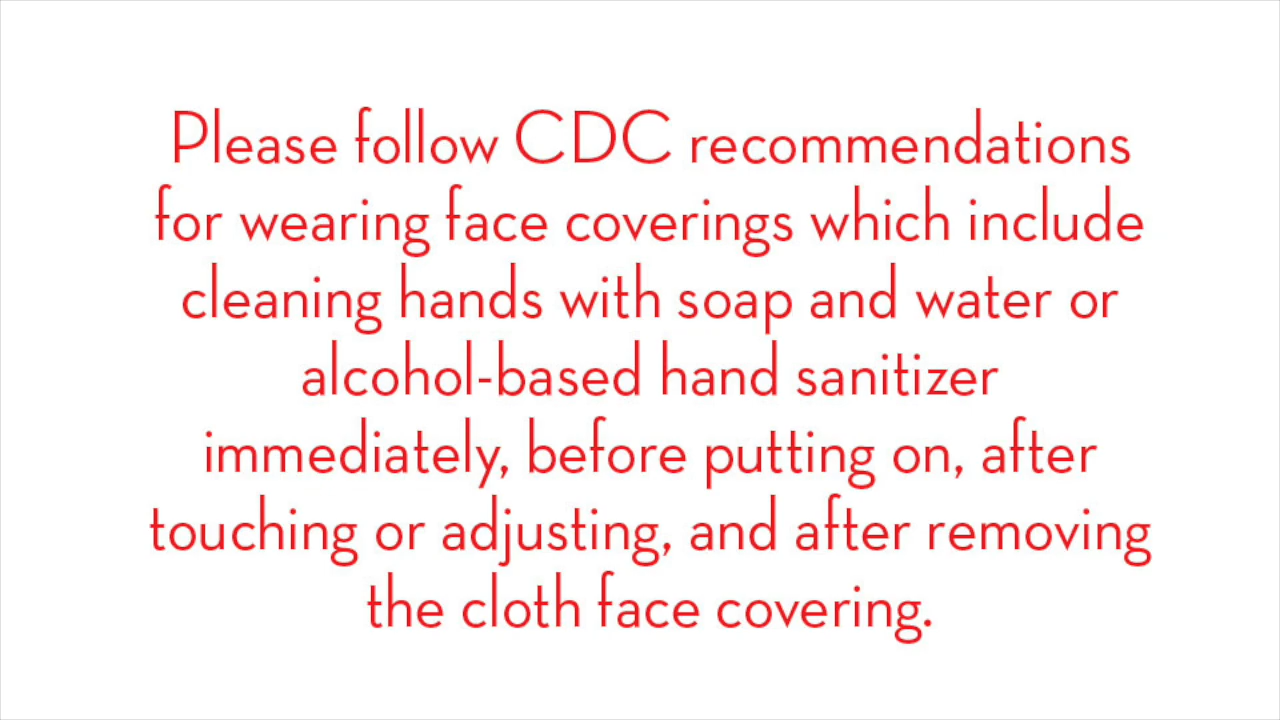 Please follow CDC recommendations
for wearing face coverings which include
cleaning hands with soap and water or
alcohol-based hand sanitizer
immediately, before putting on, after
touching or adjusting, and after removing
the cloth face covering.